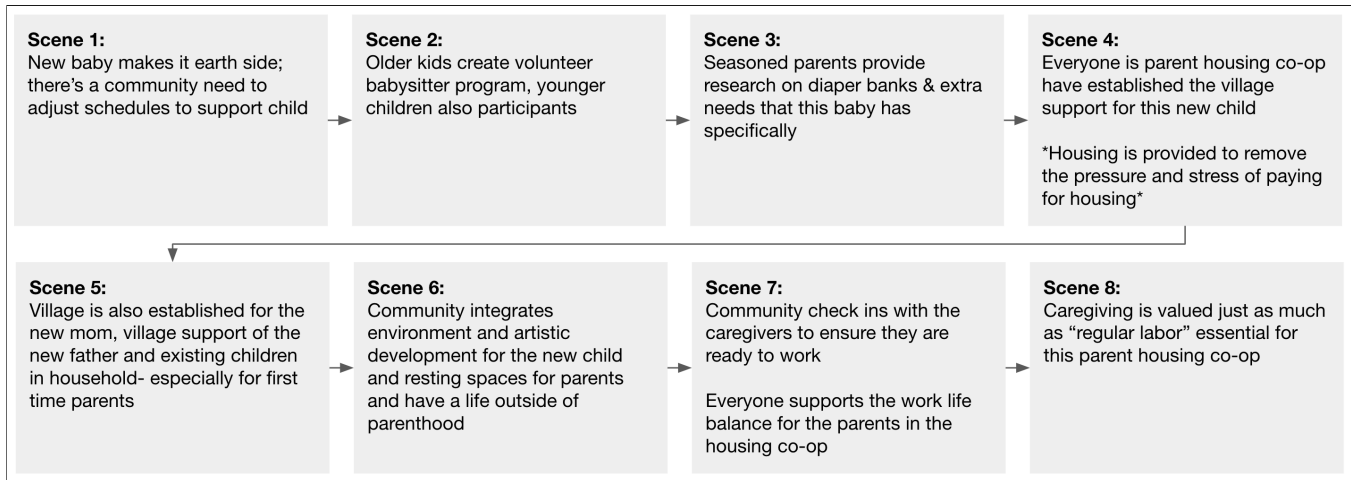 Scene 1:
New baby makes it earth side;
there’s a community need to
adjust schedules to support child
Scene 2:
Older kids create volunteer
babysitter program, younger
children also participants
Scene 3:
Seasoned parents provide
research on diaper banks & extra
needs that this baby has
specifically
Scene 4:
Everyone is parent housing co-op
have established the village
support for this new child
*Housing is provided to remove
the pressure and stress of paying
for housing*
Scene 5:
Village is also established for the
new mom, village support of the
new father and existing children
in household- especially for first
time parents
Scene 6:
Community integrates
environment and artistic
development for the new child
and resting spaces for parents
and have a life outside of
parenthood
Scene 7:
Community check ins with the
caregivers to ensure they are
ready to work
Everyone supports the work life
balance for the parents in the
housing co-op
Scene 8:
Caregiving is valued just as much
as “regular labor” essential for
this parent housing co-op